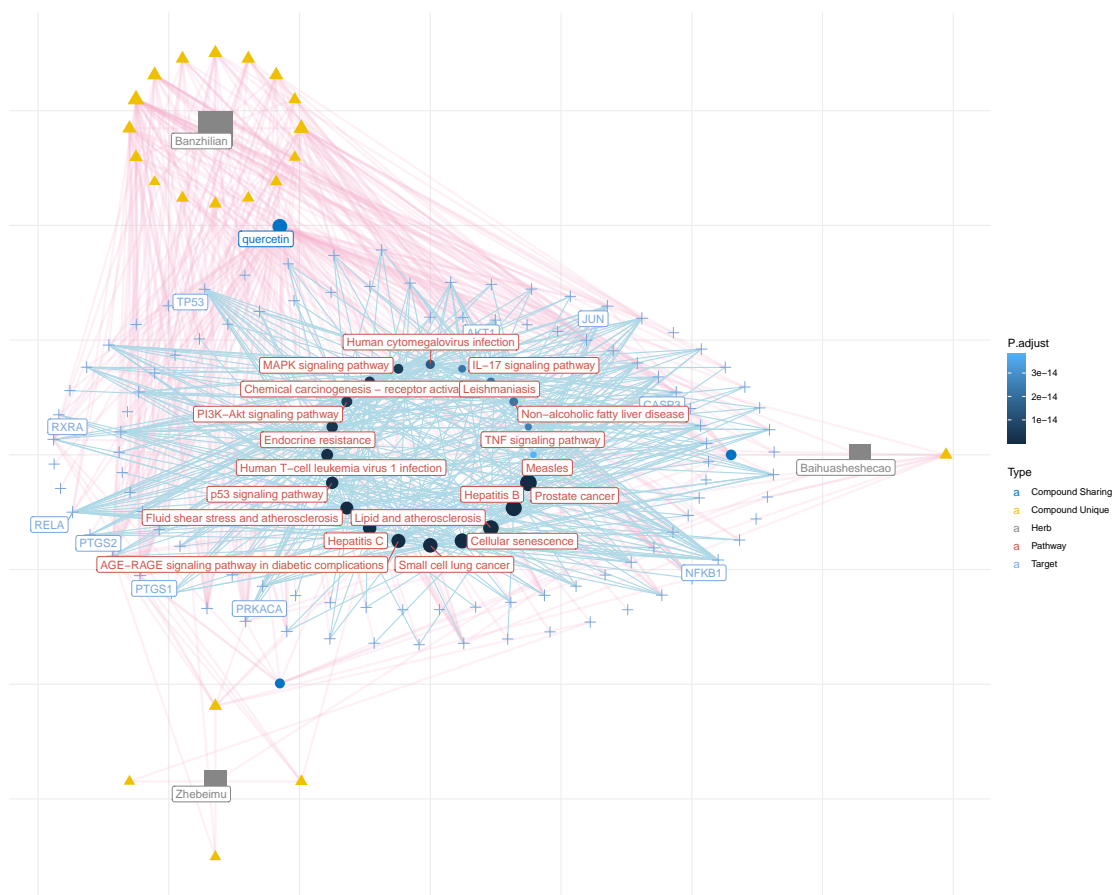 Banzhilian
quercetin
TP53
JUN
AKT1
Human cytomegalovirus infection
MAPK signaling pathway
IL−17 signaling pathway
Chemical carcinogenesis − receptor activa
Leishmaniasis
CASP3
PI3K−Akt signaling pathway
Non−alcoholic fatty liver disease
RXRA
Endocrine resistance
TNF signaling pathway
Human T−cell leukemia virus 1 infection
Measles
Baihuasheshecao
p53 signaling pathway
Hepatitis B
Prostate cancer
Fluid shear stress and atherosclerosis
Lipid and atherosclerosis
RELA
PTGS2
Hepatitis C
Cellular senescence
AGE−RAGE signaling pathway in diabetic complications
Small cell lung cancer
NFKB1
PTGS1
PRKACA
Zhebeimu
P.adjust
3e−14
2e−14
1e−14
Type
a Compound Sharing
a Compound Unique
a Herb
a Pathway
a Target